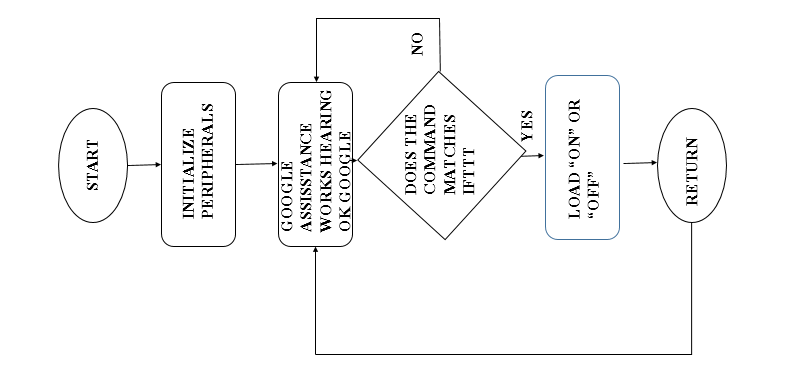 START
INITIALIZE
PERIPHERALS
GOOGLE
ASSISSTANCE
WORKS HEARING
OK GOOGLE
DOES THE
COMMAND
MATCHES
IFTTT
NO
YES
LOAD “ON” OR
“OFF”
RETURN